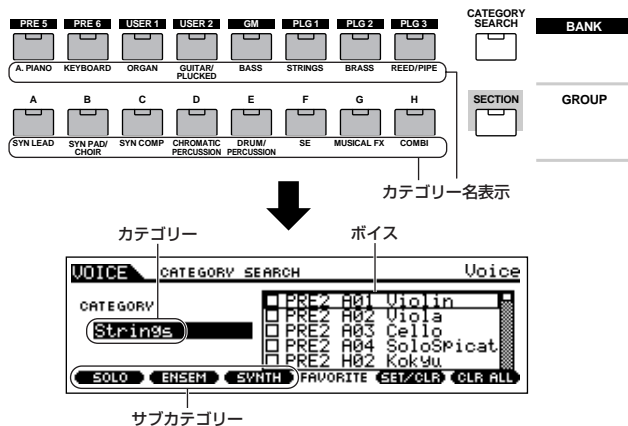 PRE 5 PRE 6 USER 1 USER 2 GM PLG 1 PLG 2 PLG 3
CATEGORY SEARCH
BANK
A. PIANO KEYBOARD ORGAN GUITAR/PLUCKED BASS STRINGS BRASS REED/PIPE
A B C D E F G H
SECTION
GROUP
SYN LEAD SYN PAD/CHOIR SYN COMP CHROMATIC PERCUSSION DRUM/PERCUSSION SE MUSICAL FX COMBI
カテゴリー名表示
カテゴリー
ボイス
VOICE CATEGORY SEARCH Voice
CATEGORY
Strings
PRE2 A01 Violin
PRE2 A02 Viola
PRE2 A03 Cello
PRE2 A04 SoloSpicat
PRE2 H02 Kokyu
SOLO ENSEM SYNTH FAVORITE SET/CLR CLR ALL
サブカテゴリー